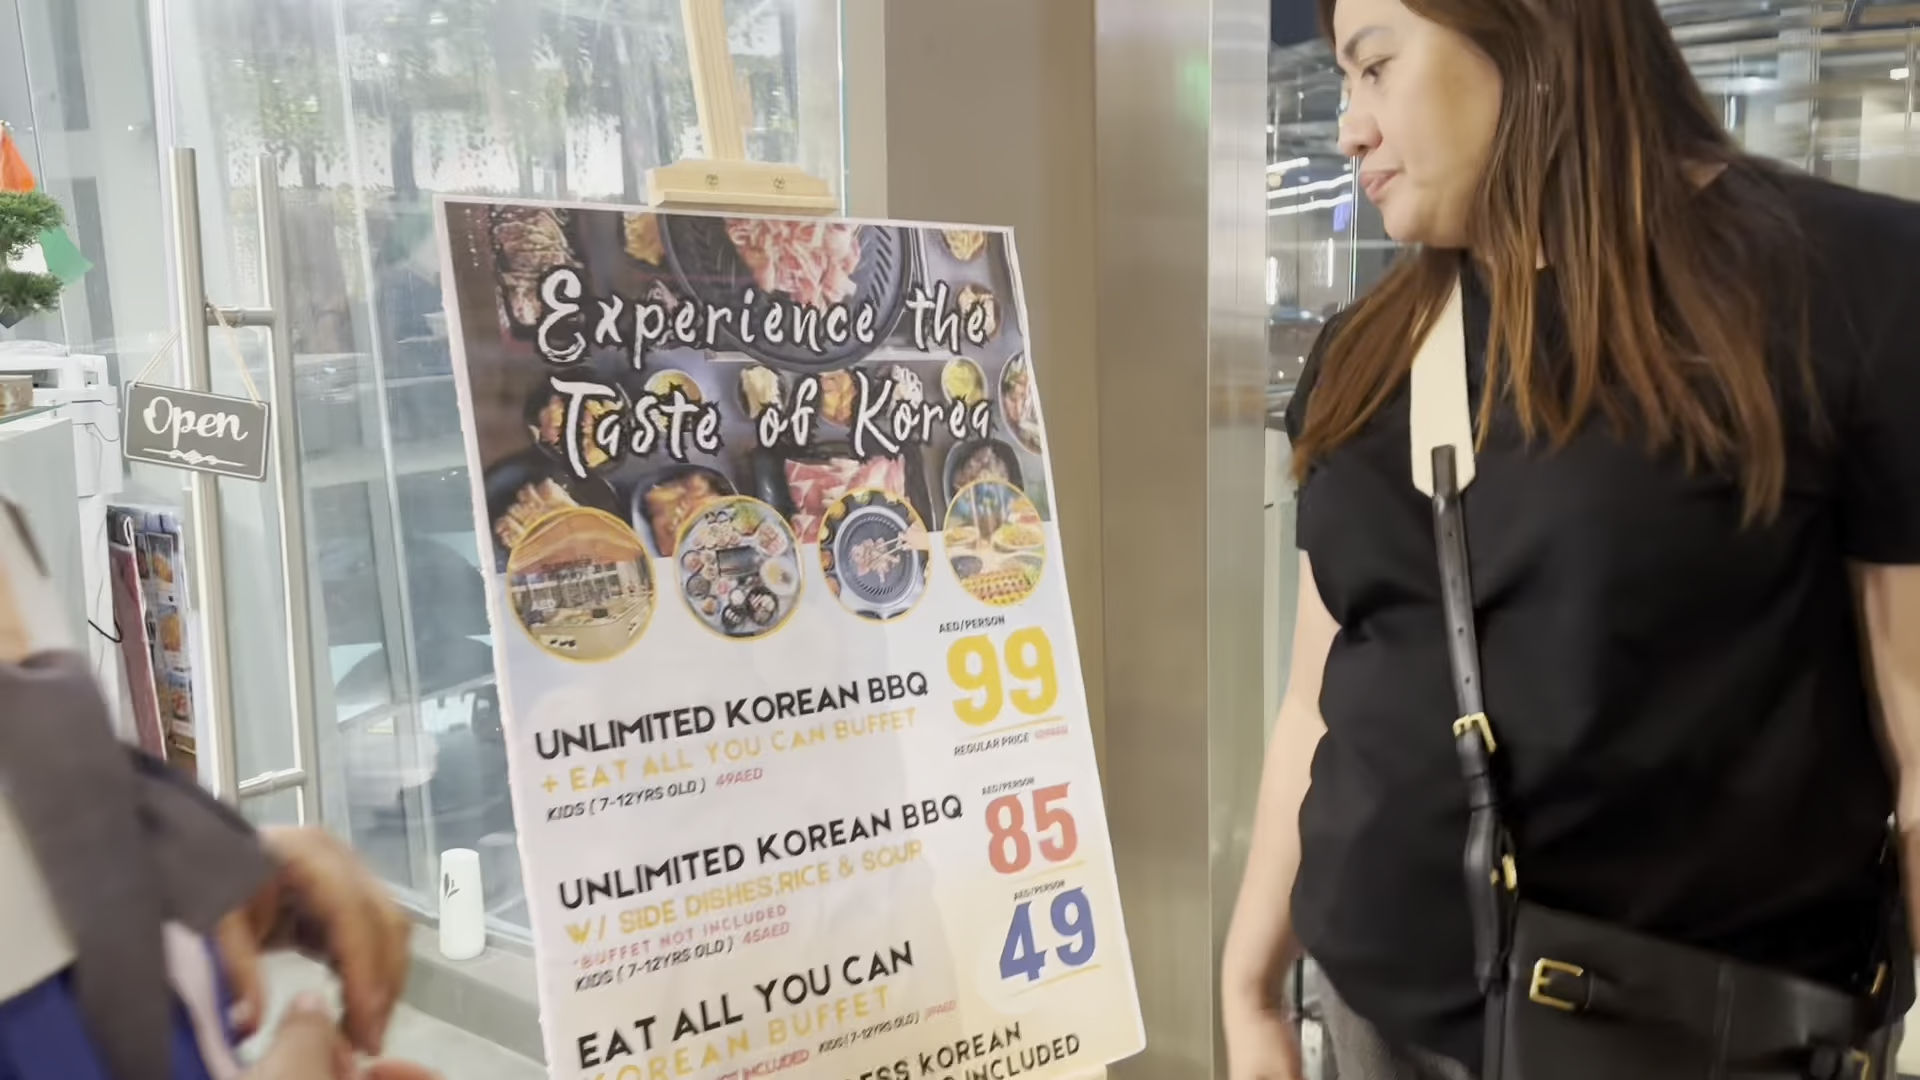 Open
Experience the
Taste of Korea
AED/PERSON
99
UNLIMITED KOREAN BBQ
+ EAT ALL YOU CAN BUFFET
KIDS (7-12YRS OLD) 49AED
REGULAR PRICE
AED/PERSON
85
UNLIMITED KOREAN BBQ
W/ SIDE DISHES,RICE & SOUP
*BUFFET NOT INCLUDED
KIDS (7-12YRS OLD) 45AED
AED/PERSON
49
EAT ALL YOU CAN
KOREAN BUFFET
KIDS (7-12YRS OLD)
INCLUDED
KOREAN
INCLUDED